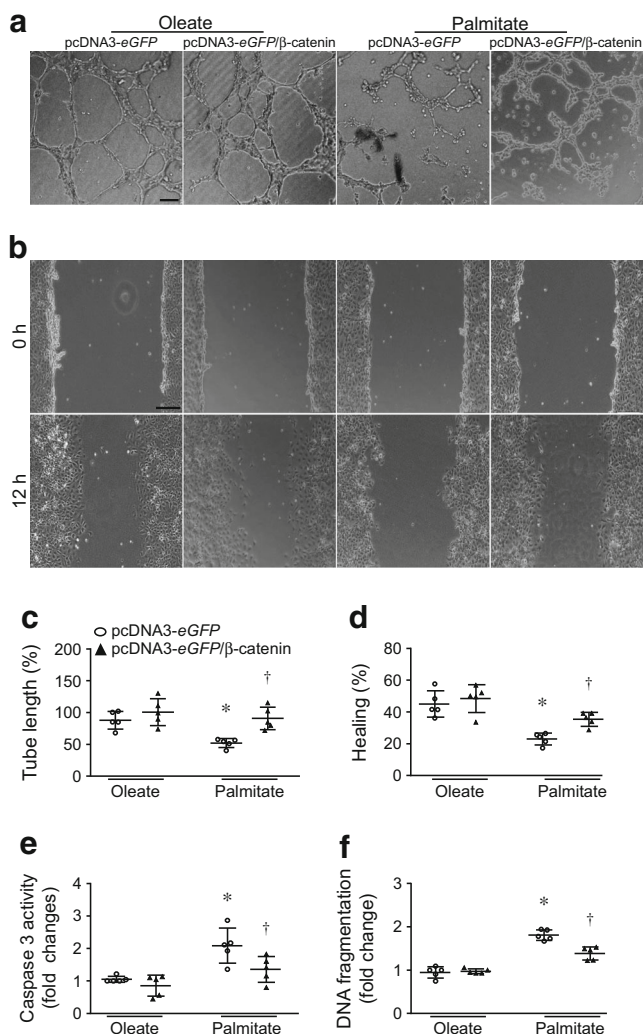 a
Oleate Palmitate
pcDNA3-eGFP pcDNA3-eGFP/β-catenin pcDNA3-eGFP pcDNA3-eGFP/β-catenin
b
0 h
12 h
c
○ pcDNA3-eGFP
▲ pcDNA3-eGFP/β-catenin
Tube length (%)
200
150
100
50
0
*
†
Oleate Palmitate
d
Healing (%)
80
60
40
20
0
*
†
Oleate Palmitate
e
Caspase 3 activity
(fold changes)
4
3
2
1
0
*
†
Oleate Palmitate
f
DNA fragmentation
(fold change)
3
2
1
0
*
†
Oleate Palmitate